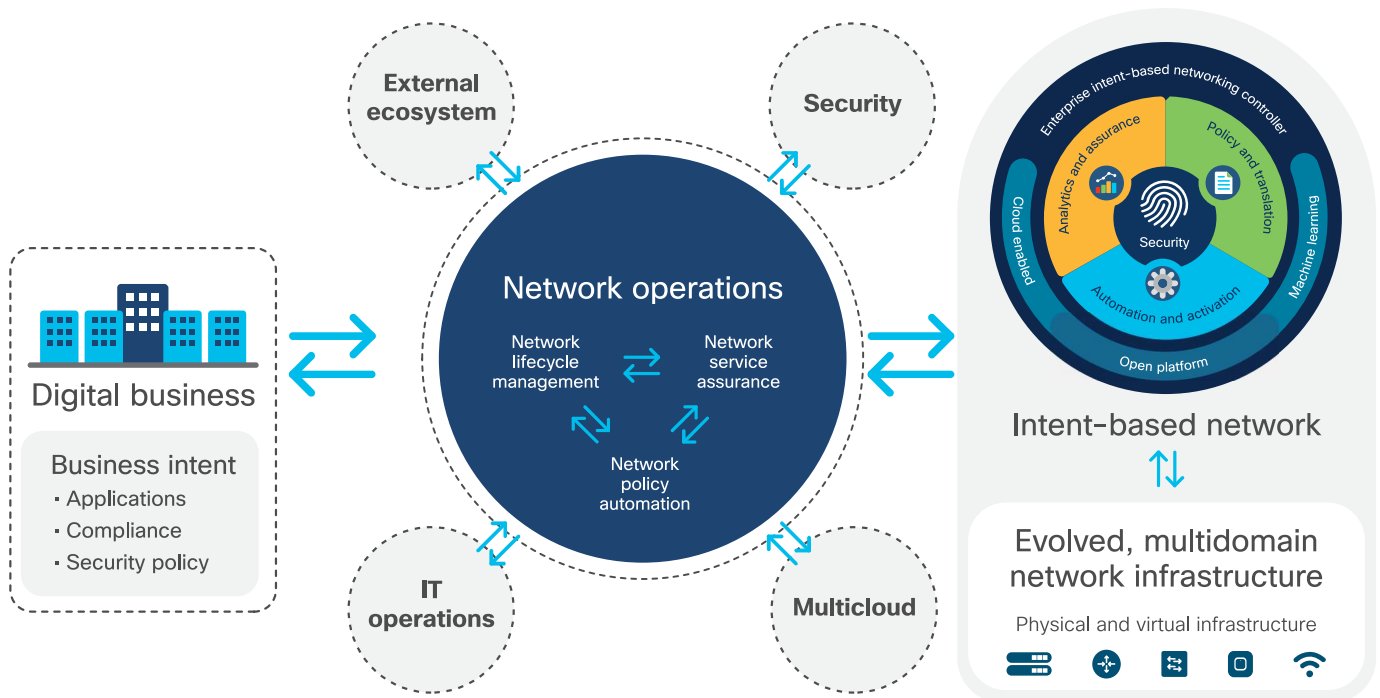 External
ecosystem
Security
Digital business
Business intent
· Applications
· Compliance
· Security policy
Network operations
Network
lifecycle
management
Network
service
assurance
Network
policy
automation
IT
operations
Multicloud
Enterprise intent-based networking controller
Analytics and assurance
Policy and translation
Security
Automation and activation
Cloud enabled
Machine learning
Open platform
Intent-based network
Evolved, multidomain
network infrastructure
Physical and virtual infrastructure